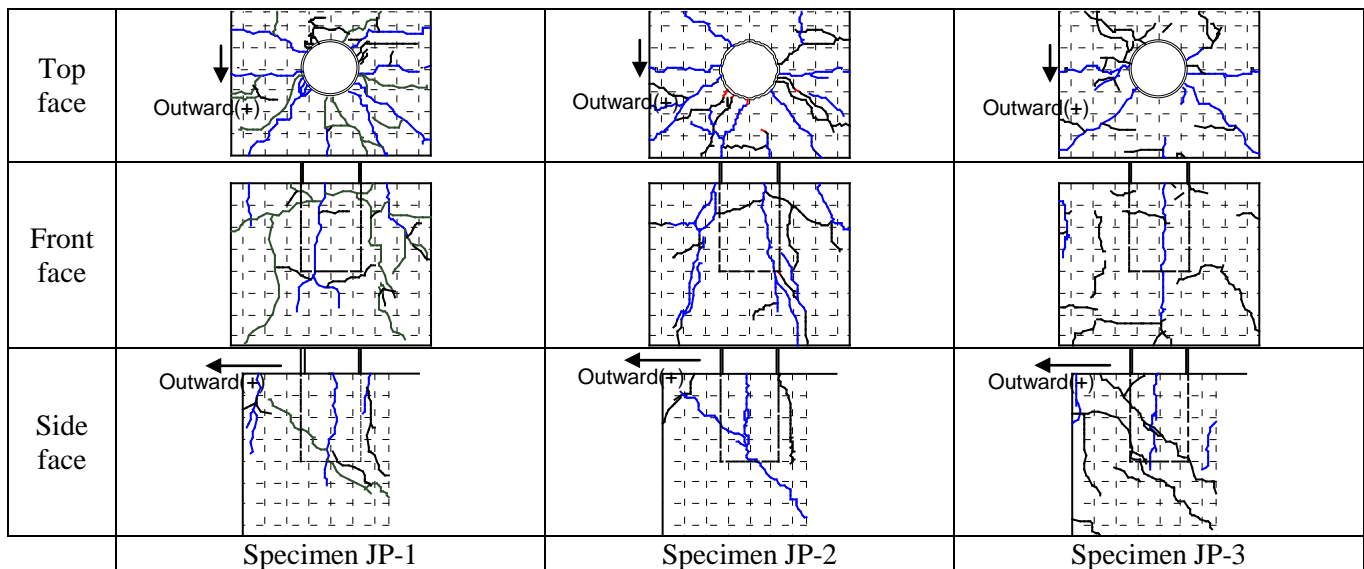 Top
face
Outward(+)
Outward(+)
Outward(+)
Front
face
Side
face
Outward(+)
Outward(+)
Outward(+)
Specimen JP-1
Specimen JP-2
Specimen JP-3